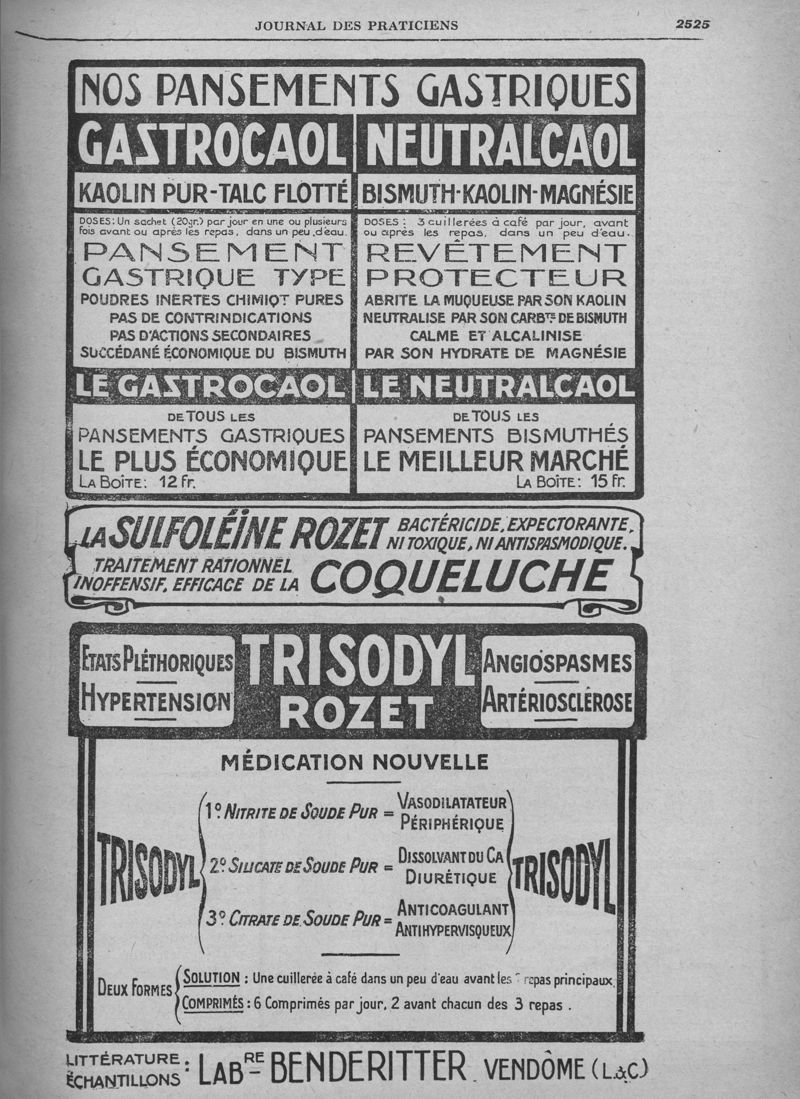 JOURNAL DES PRATICIENS 2525
NOS PANSEMENTS GASTRIQUES
GASTROCAOL
KAOLIN PUR-TALC FLOTTÉ
DOSES: Un sachet (20gr.) par jour en une ou plusieurs
fois avant ou après les repas, dans un peu d'eau.
PANSEMENT
GASTRIQUE TYPE
POUDRES INERTES CHIMIQT PURES
PAS DE CONTRINDICATIONS
PAS D'ACTIONS SECONDAIRES
SUCCÉDANÉ ÉCONOMIQUE DU BISMUTH
LE GASTROCAOL
DE TOUS LES
PANSEMENTS GASTRIQUES
LE PLUS ÉCONOMIQUE
LA BOÎTE: 12 Fr.
NEUTRALCAOL
BISMUTH-KAOLIN-MAGNÉSIE
DOSES: 3 cuillerées à café par jour, avant
ou après les repas, dans un peu d'eau.
REVÊTEMENT
PROTECTEUR
ABRITE LA MUQUEUSE PAR SON KAOLIN
NEUTRALISE PAR SON CARBTE DE BISMUTH
CALME ET ALCALINISE
PAR SON HYDRATE DE MAGNÉSIE
LE NEUTRALCAOL
DE TOUS LES
PANSEMENTS BISMUTHÉS
LE MEILLEUR MARCHÉ
LA BOÎTE: 15 Fr.
LA SULFOLÉINE ROZET BACTÉRICIDE, EXPECTORANTE,
NI TOXIQUE, NI ANTISPASMODIQUE.
TRAITEMENT RATIONNEL
INOFFENSIF, EFFICACE DE LA COQUELUCHE
ETATS PLÉTHORIQUES
HYPERTENSION
TRISODYL
ROZET
ANGIOSPASMES
ARTÉRIOSCLÉROSE
MÉDICATION NOUVELLE
TRISODYL
1º NITRITE DE SOUDE PUR = VASODILATATEUR
PÉRIPHÉRIQUE
2º SILICATE DE SOUDE PUR = DISSOLVANT DU CA
DIURÉTIQUE
3º CITRATE DE SOUDE PUR = ANTICOAGULANT
ANTIHYPERVISQUEUX
TRISODYL
DEUX FORMES
SOLUTION : Une cuillerée à café dans un peu d'eau avant les repas principaux.
COMPRIMÉS : 6 Comprimés par jour, 2 avant chacun des 3 repas.
LITTÉRATURE :
ÉCHANTILLONS : LABRE BENDERITTER . VENDÔME (L.&C.)